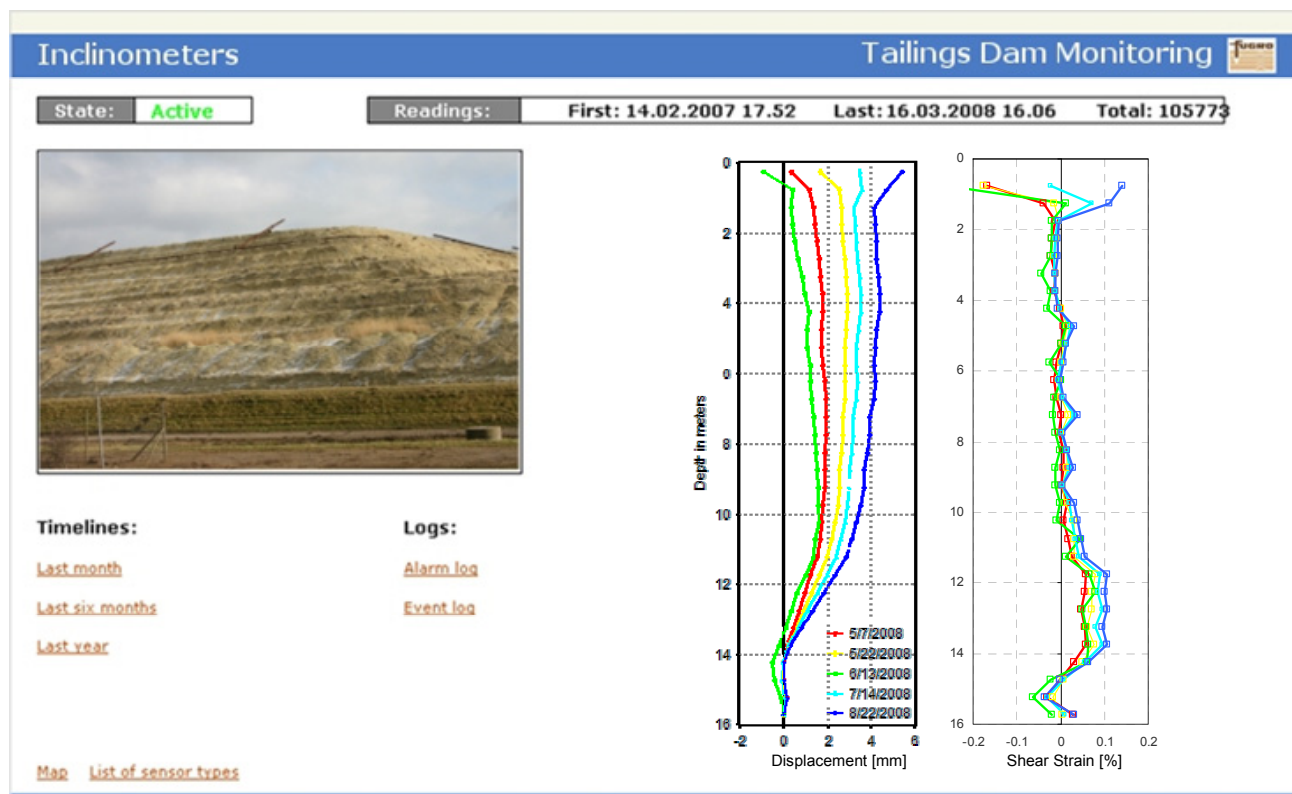 Inclinometers
Tailings Dam Monitoring
FUGRO
State: Active
Readings: First: 14.02.2007 17.52 Last: 16.03.2008 16.06 Total: 105773
Timelines:
Last month
Last six months
Last year
Logs:
Alarm log
Event log
Map List of sensor types
0
2
4
6
8
10
12
14
16
Depth in meters
5/7/2008
5/22/2008
6/13/2008
7/14/2008
8/22/2008
-2 0 2 4 6
Displacement [mm]
0
2
4
6
8
10
12
14
16
-0.2 -0.1 0 0.1 0.2
Shear Strain [%]